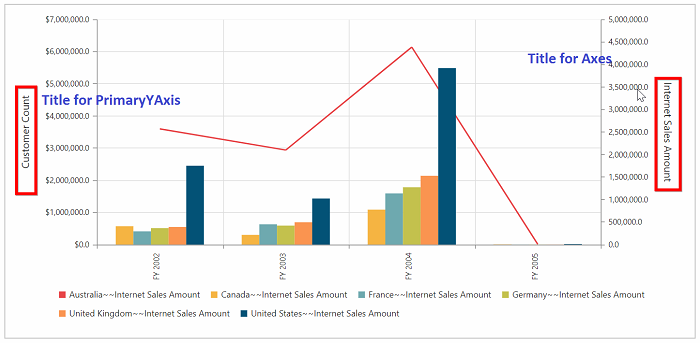 $7,000,000.0
$6,000,000.0
$5,000,000.0
$4,000,000.0
$3,000,000.0
$2,000,000.0
$1,000,000.0
$0.0
Customer Count
Title for PrimaryYAxis
Title for Axes
5,000,000.0
4,500,000.0
4,000,000.0
3,500,000.0
3,000,000.0
2,500,000.0
2,000,000.0
1,500,000.0
1,000,000.0
500,000.0
0.0
Internet Sales Amount
FY 2002
FY 2003
FY 2004
FY 2005
Australia~~Internet Sales Amount
Canada~~Internet Sales Amount
France~~Internet Sales Amount
Germany~~Internet Sales Amount
United Kingdom~~Internet Sales Amount
United States~~Internet Sales Amount